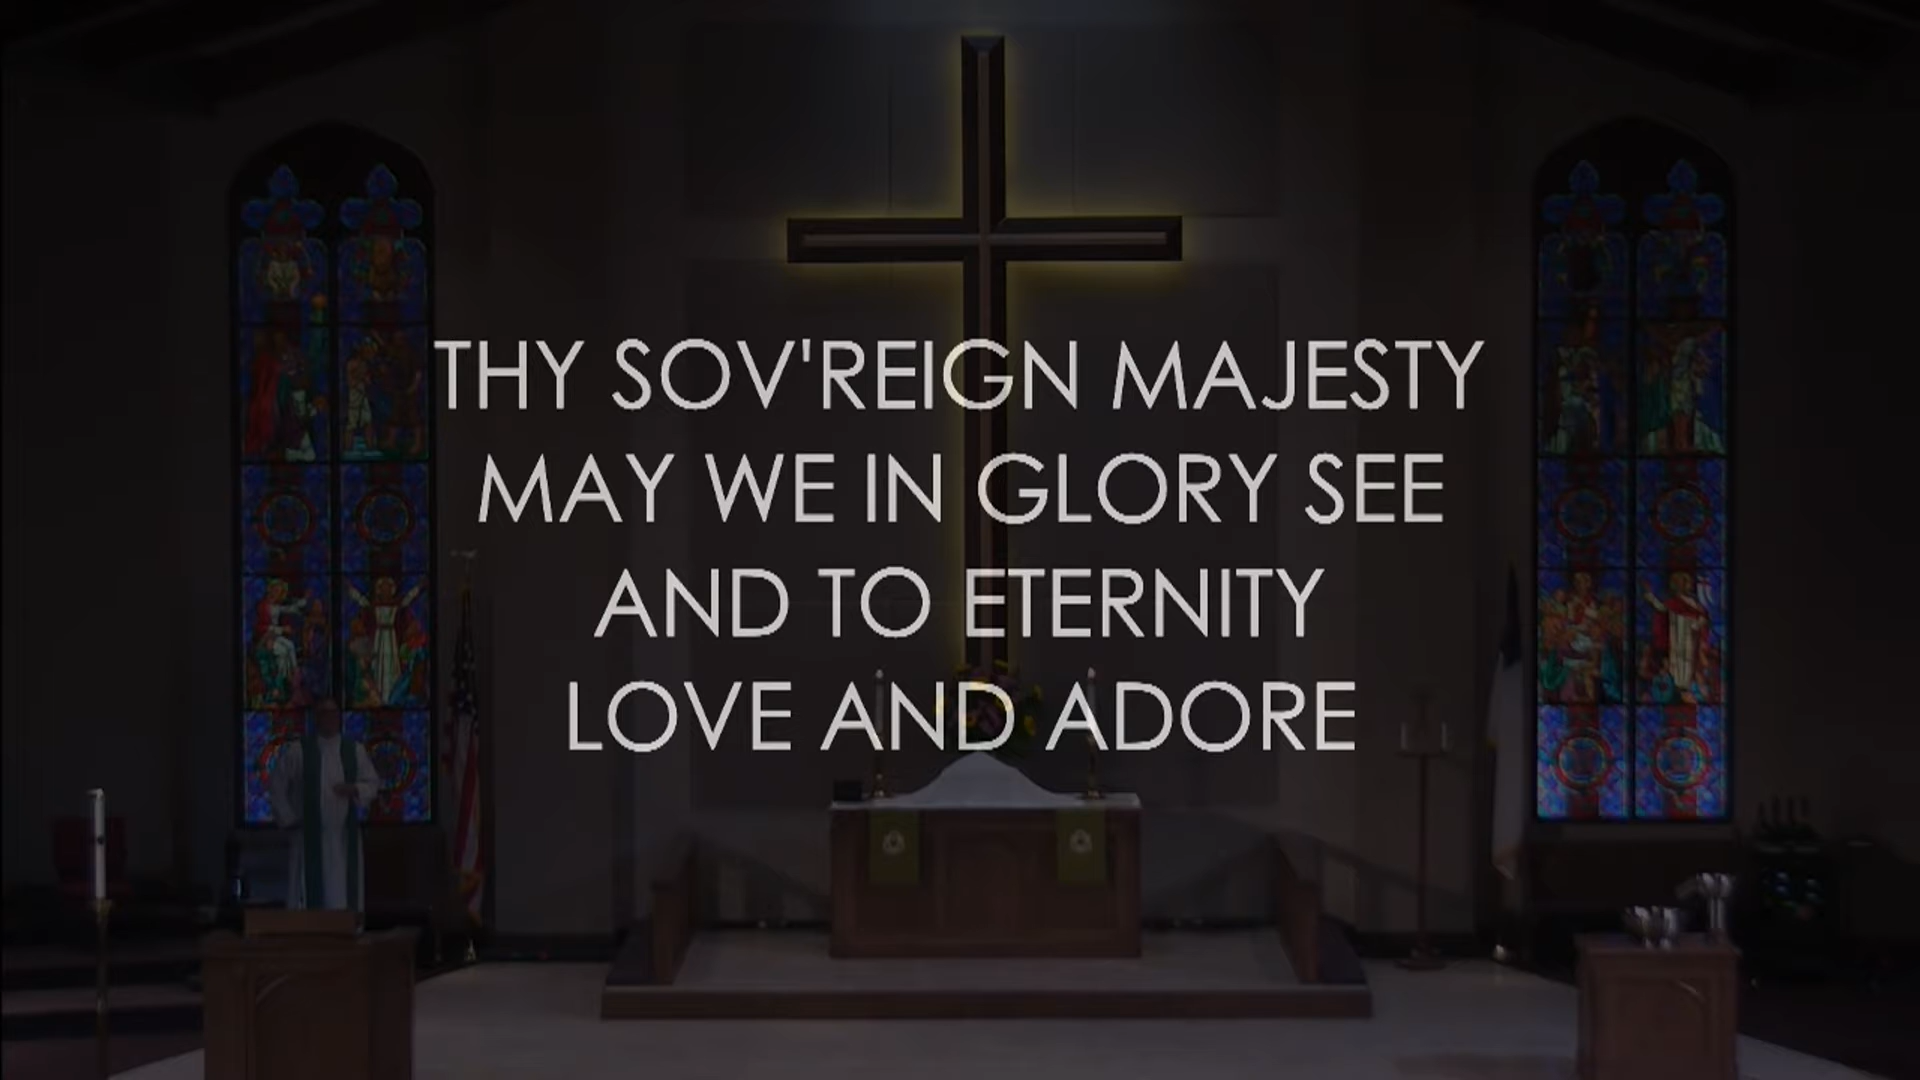 THY SOV'REIGN MAJESTY
MAY WE IN GLORY SEE
AND TO ETERNITY
LOVE AND ADORE